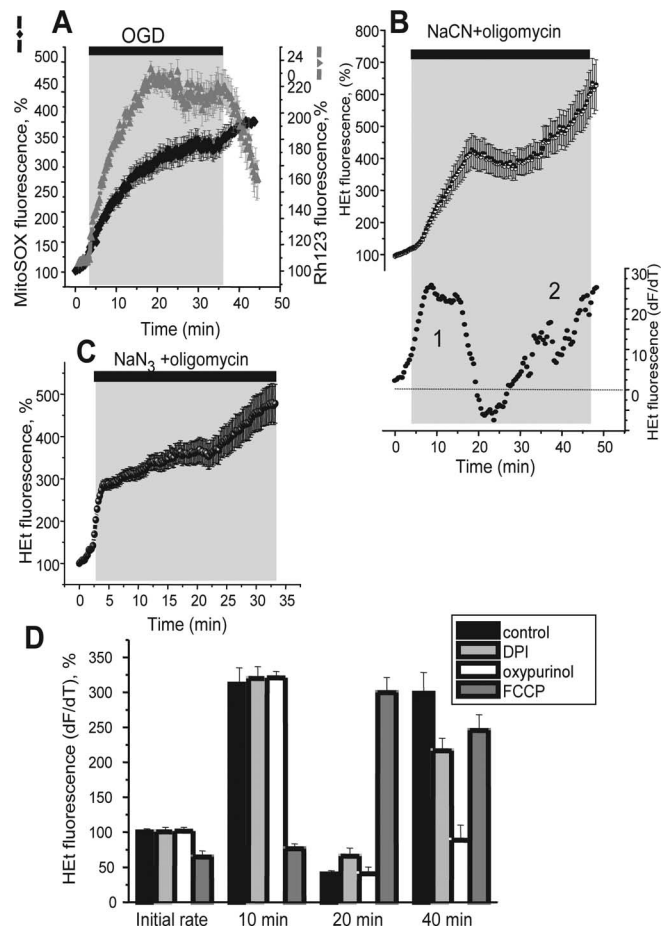 A
OGD
MitoSOX fluorescence, %
450
400
350
300
250
200
150
100
24
0
220
200
180
160
140
120
100
Rh123 fluorescence,%
0 10 20 30 40 50
Time (min)
B
NaCN+oligomycin
HEt fluorescence, (%)
800
700
600
500
400
300
200
100
1
2
30
20
10
0
HEt fluorescence (dF/dT)
0 10 20 30 40 50
Time (min)
C
NaN3 +oligomycin
HEt fluorescence, %
500
400
300
200
100
0 5 10 15 20 25 30 35
Time (min)
D
control
DPI
oxypurinol
FCCP
HEt fluorescence (dF/dT), %
350
300
250
200
150
100
50
0
Initial rate 10 min 20 min 40 min